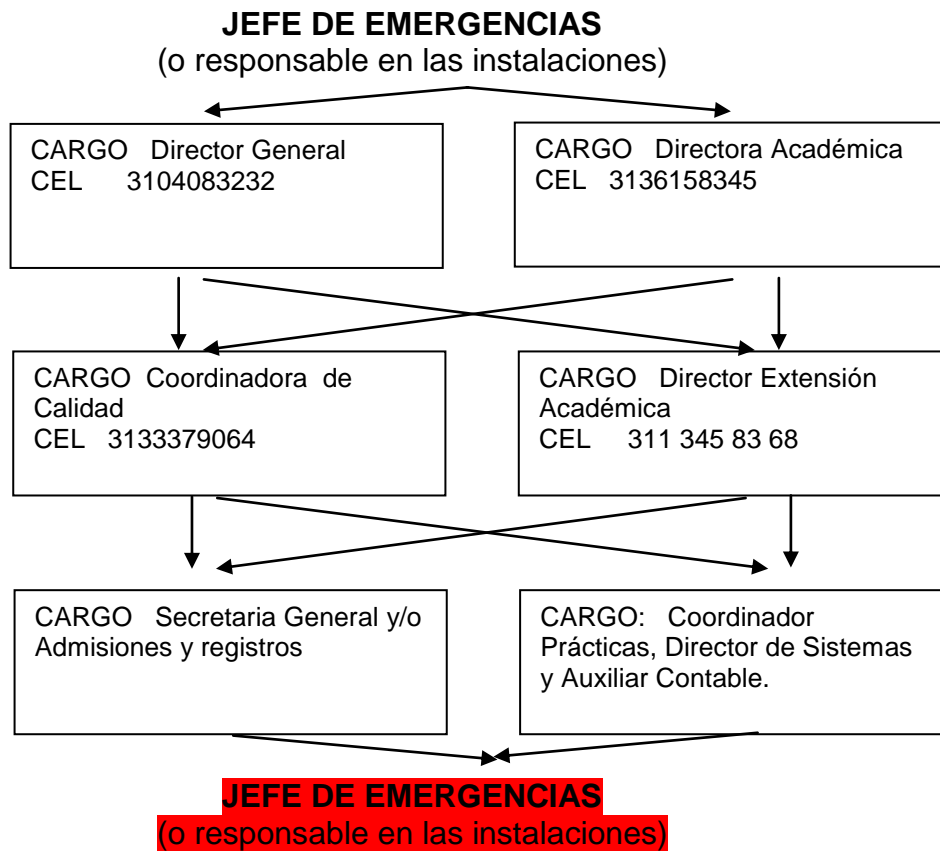 JEFE DE EMERGENCIAS
(o responsable en las instalaciones)
CARGO Director General
CEL 3104083232
CARGO Directora Académica
CEL 3136158345
CARGO Coordinadora de
Calidad
CEL 3133379064
CARGO Director Extensión
Académica
CEL 311 345 83 68
CARGO Secretaria General y/o
Admisiones y registros
CARGO: Coordinador
Prácticas, Director de Sistemas
y Auxiliar Contable.
JEFE DE EMERGENCIAS
(o responsable en las instalaciones)